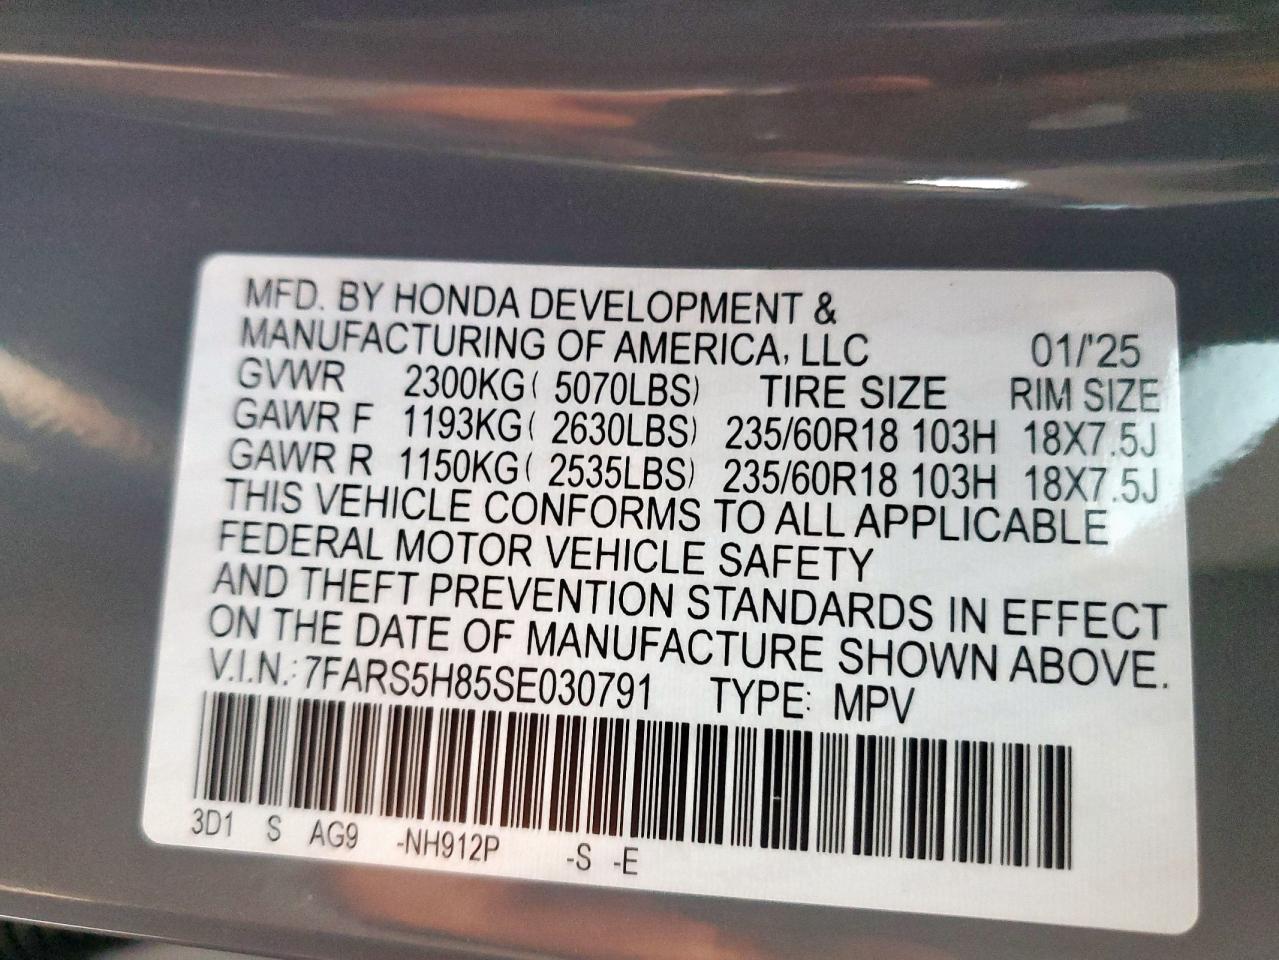 MFD. BY HONDA DEVELOPMENT &
MANUFACTURING OF AMERICA, LLC 01/'25
GVWR 2300KG( 5070LBS) TIRE SIZE RIM SIZE
GAWR F 1193KG( 2630LBS) 235/60R18 103H 18X7.5J
GAWR R 1150KG( 2535LBS) 235/60R18 103H 18X7.5J
THIS VEHICLE CONFORMS TO ALL APPLICABLE
FEDERAL MOTOR VEHICLE SAFETY
AND THEFT PREVENTION STANDARDS IN EFFECT
ON THE DATE OF MANUFACTURE SHOWN ABOVE.
V.I.N.: 7FARS5H85SE030791 TYPE: MPV
3D1 S AG9 -NH912P -S -E